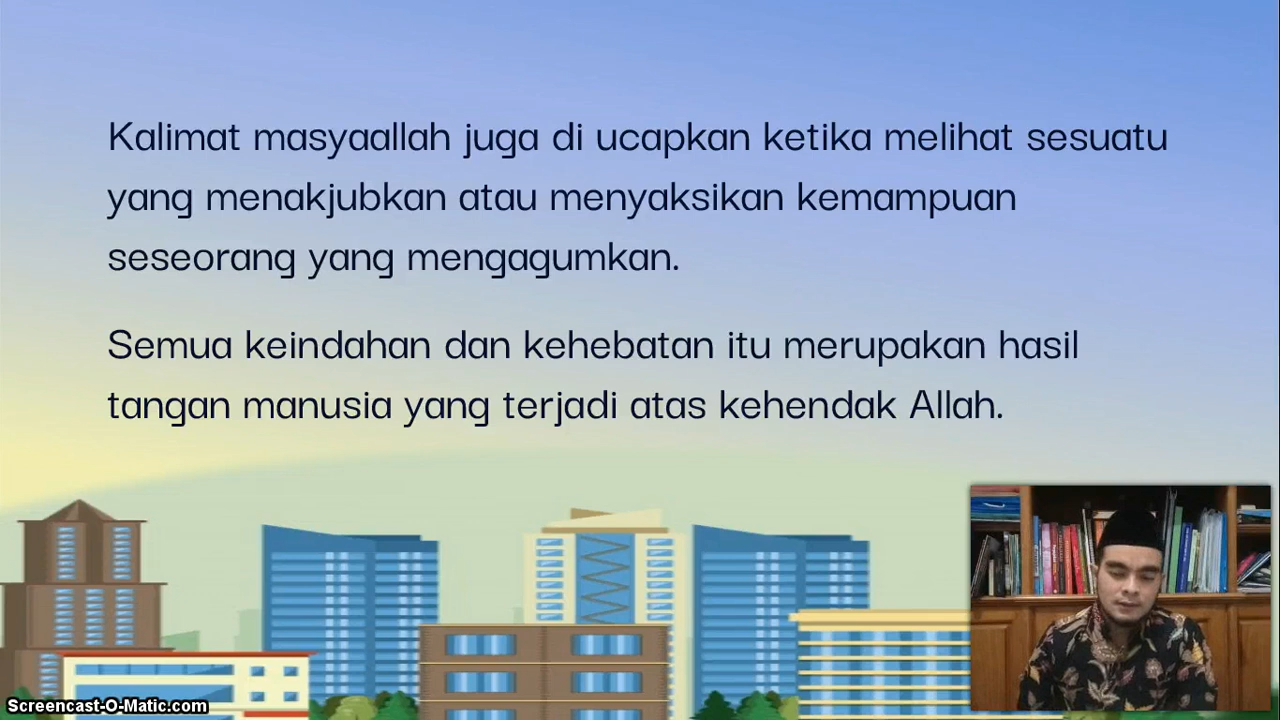 Kalimat masyaallah juga di ucapkan ketika melihat sesuatu
yang menakjubkan atau menyaksikan kemampuan
seseorang yang mengagumkan.
Semua keindahan dan kehebatan itu merupakan hasil
tangan manusia yang terjadi atas kehendak Allah.
Screencast-O-Matic.com